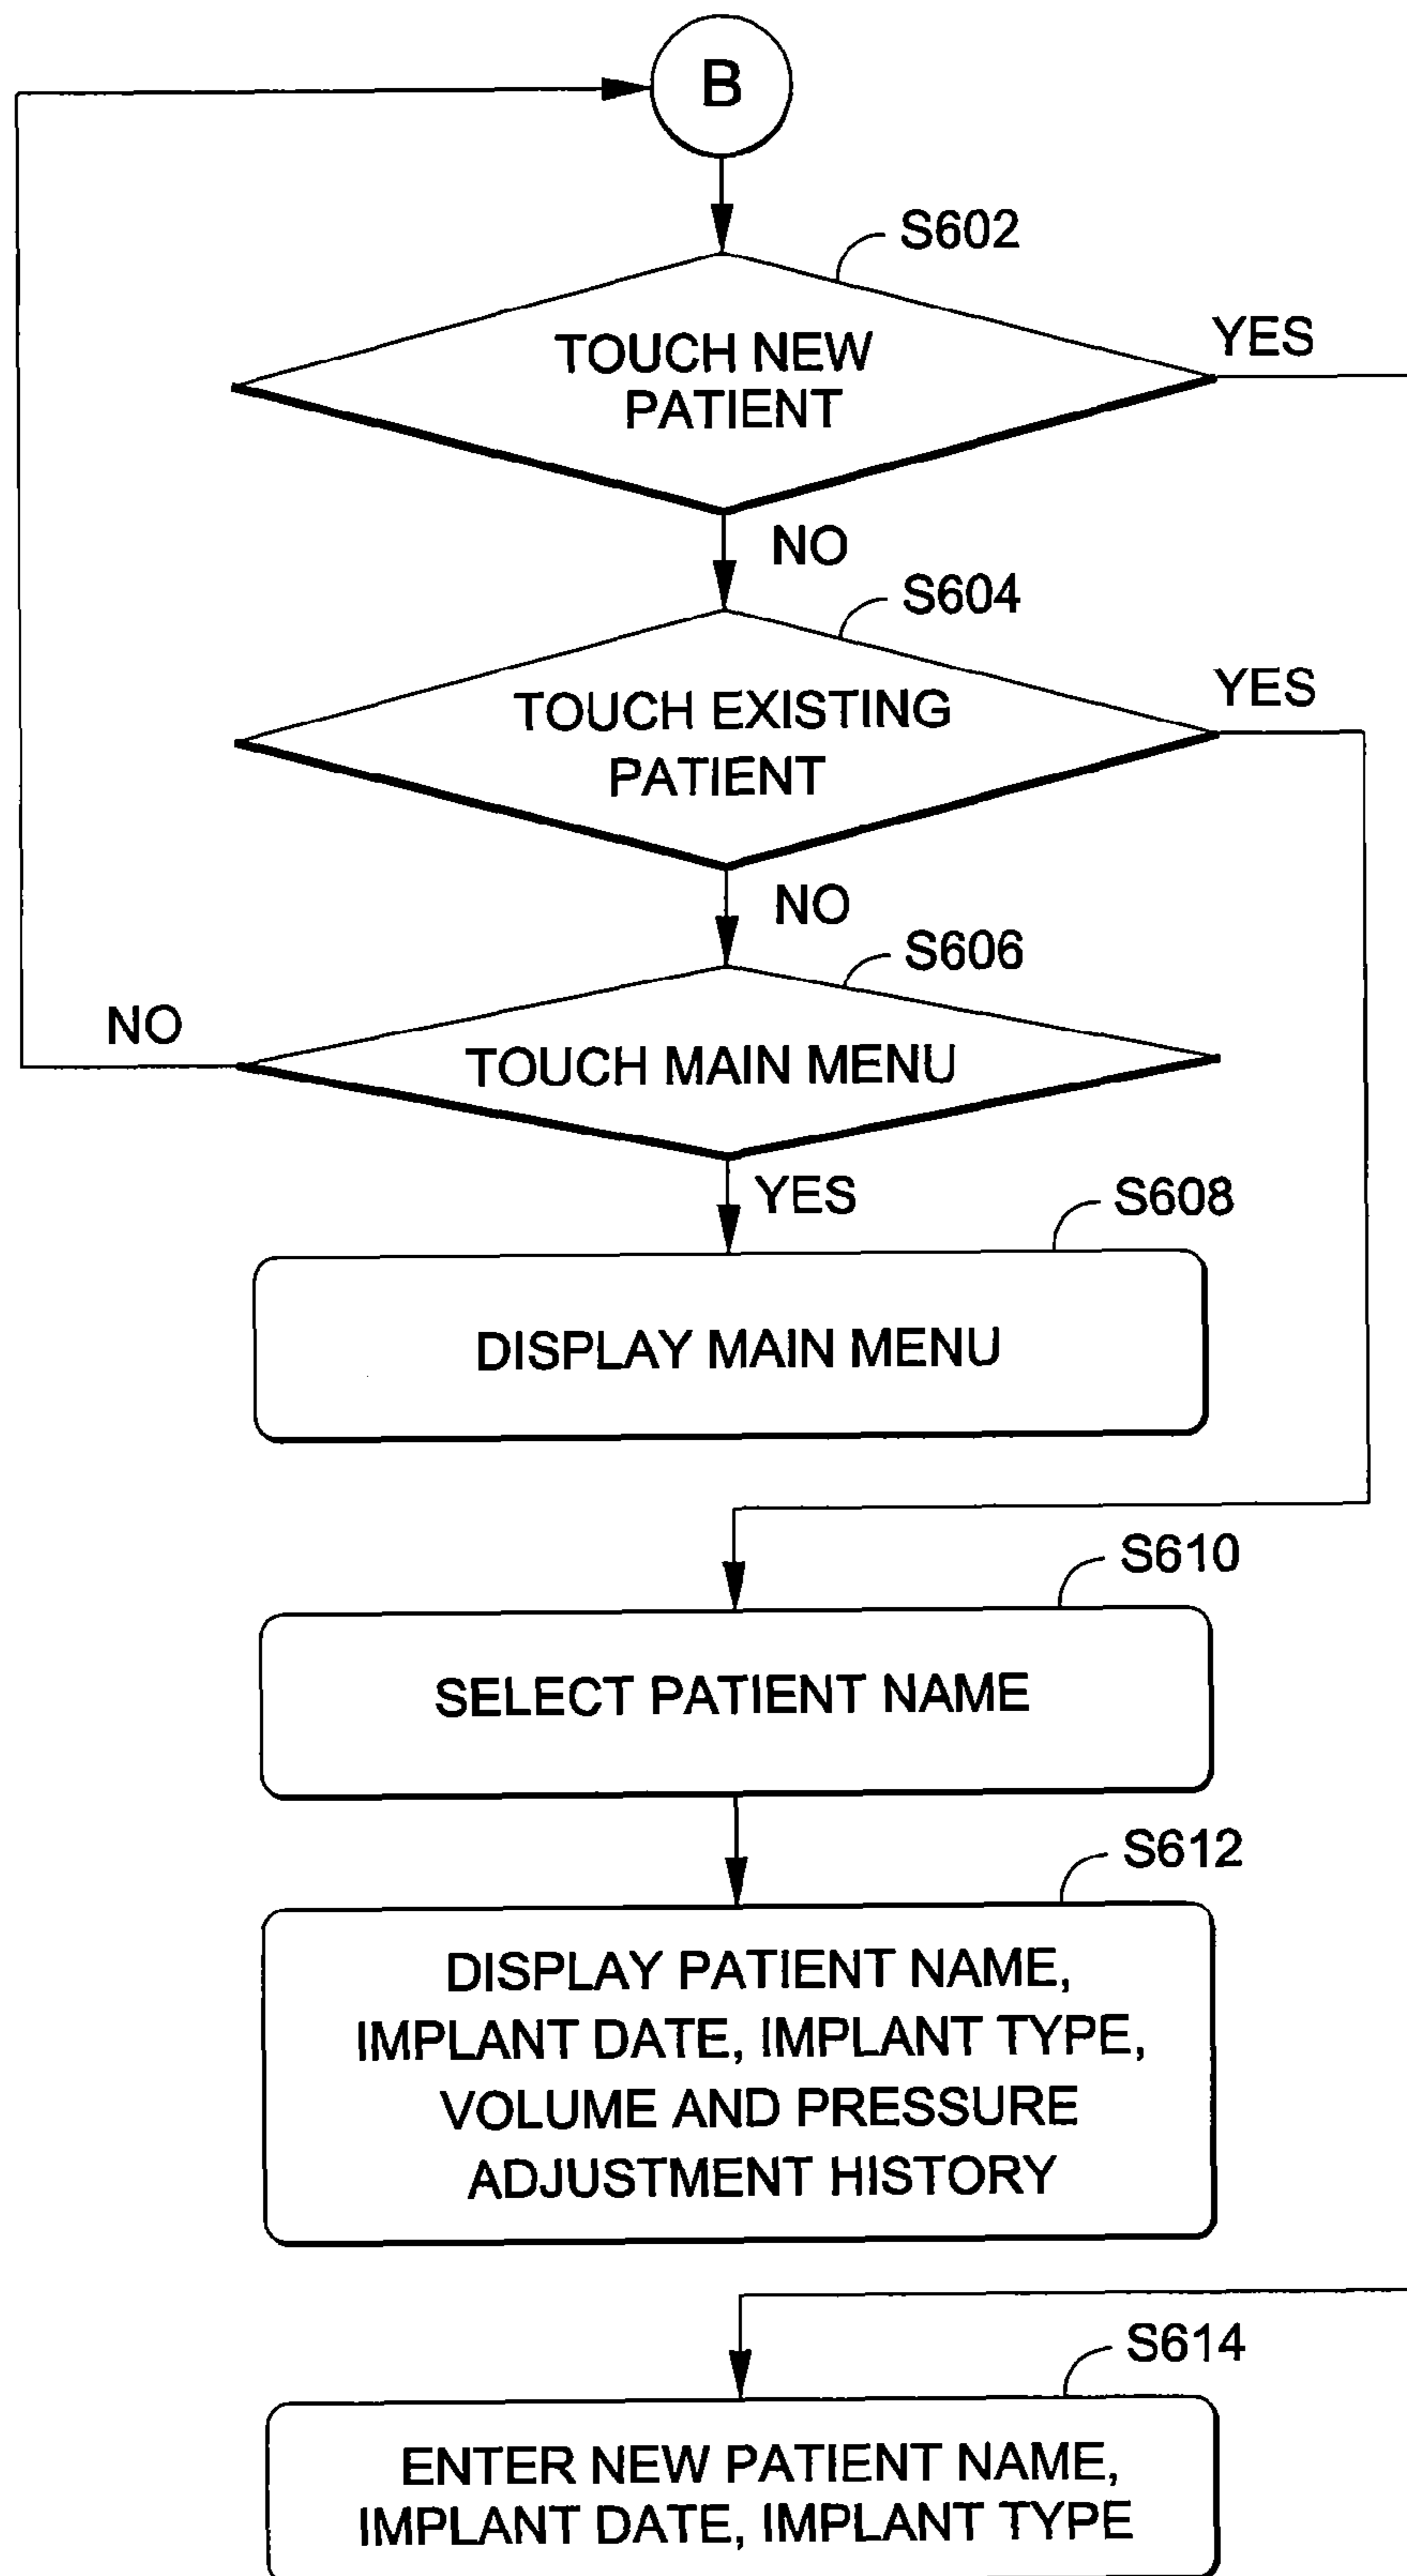 B
S602
TOUCH NEW
PATIENT
YES
NO
S604
TOUCH EXISTING
PATIENT
YES
NO
S606
TOUCH MAIN MENU
NO
YES
S608
DISPLAY MAIN MENU
S610
SELECT PATIENT NAME
S612
DISPLAY PATIENT NAME,
IMPLANT DATE, IMPLANT TYPE,
VOLUME AND PRESSURE
ADJUSTMENT HISTORY
S614
ENTER NEW PATIENT NAME,
IMPLANT DATE, IMPLANT TYPE